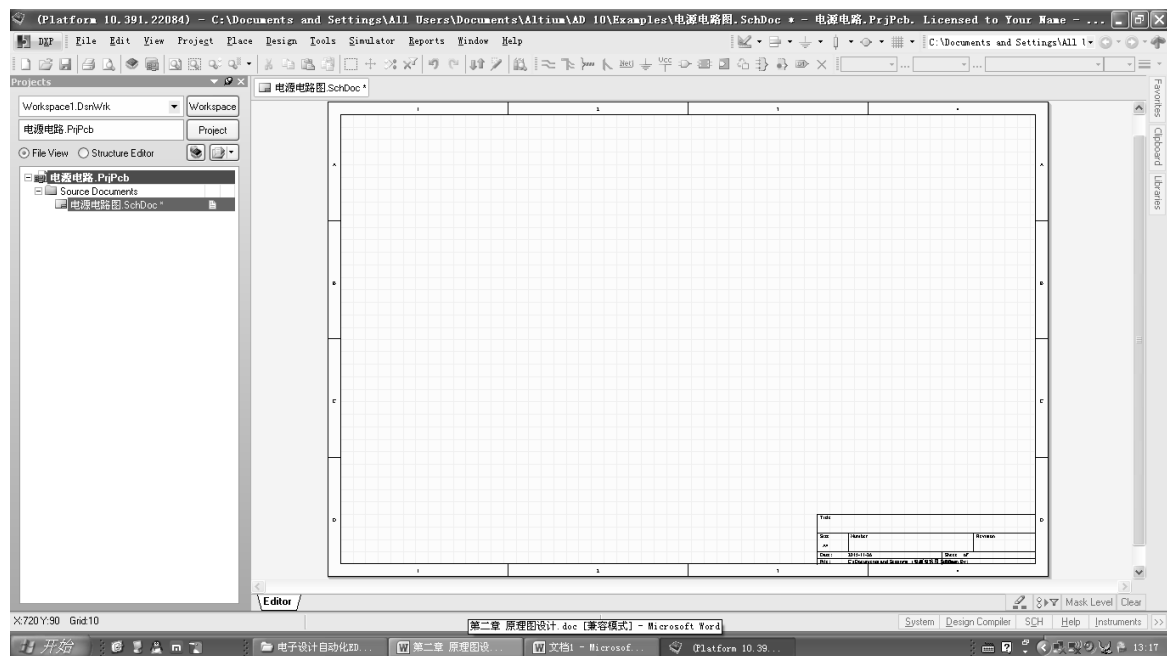 (Platform 10.391.22084) - C:\Documents and Settings\All Users\Documents\Altium\AD 10\Examples\电源电路图.SchDoc * - 电源电路.PrjPcb. Licensed to Your Name - ...
DXP File Edit View Project Place Design Tools Simulator Reports Window Help
C:\Documents and Settings\All
Projects
电源电路图.SchDoc *
Workspace1.DsnWrk Workspace
电源电路.PrjPcb Project
File View Structure Editor
电源电路.PrjPcb
Source Documents
电源电路图.SchDoc *
Favorites
Clipboard
Libraries
A A
B B
C C
D D
Title
Size Number Revision
Date: Sheet of
File:
Editor
Mask Level Clear
X:720 Y:90 Grid:10
System Design Compiler SCH Help Instruments >>
第二章 原理图设计.doc [兼容模式] - Microsoft Word
开始 电子设计自动化ED... 第二章 原理图设... 文档1 - Microsof... (Platform 10.39... 13:17